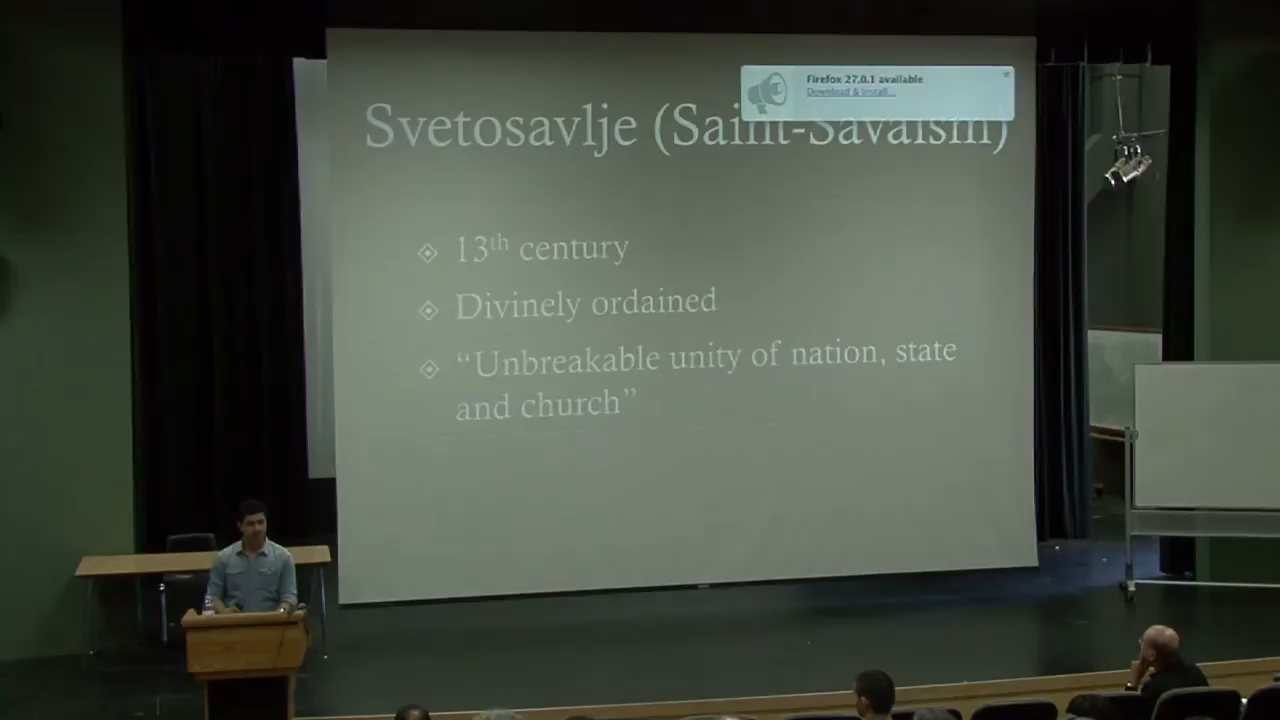 Firefox 27.0.1 available
Download & install...
Svetosavlje (Saint-Savaism)
13th century
Divinely ordained
“Unbreakable unity of nation, state
and church”